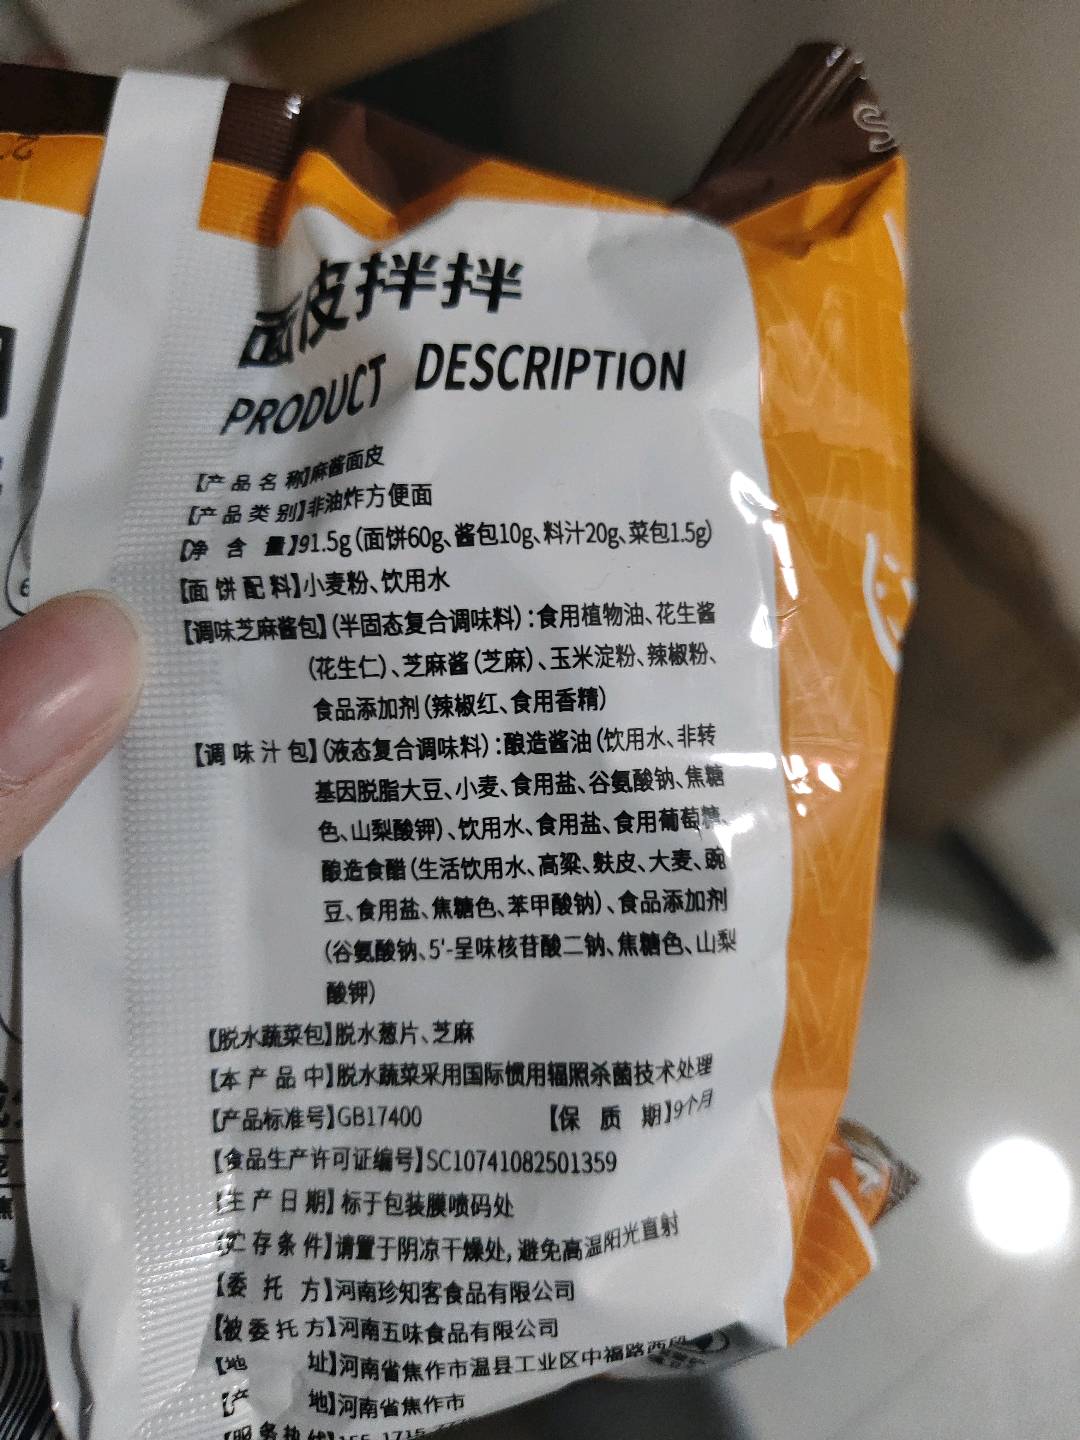 面皮拌拌
PRODUCT DESCRIPTION
【产品名称】麻酱面皮
【产品类别】非油炸方便面
【净含量】91.5g(面饼60g、酱包10g、料汁20g、菜包1.5g)
【面饼配料】小麦粉、饮用水
【调味芝麻酱包】(半固态复合调味料):食用植物油、花生酱
(花生仁)、芝麻酱(芝麻)、玉米淀粉、辣椒粉、
食品添加剂(辣椒红、食用香精)
【调味汁包】(液态复合调味料):酿造酱油(饮用水、非转
基因脱脂大豆、小麦、食用盐、谷氨酸钠、焦糖
色、山梨酸钾)、饮用水、食用盐、食用葡萄糖、
酿造食醋(生活饮用水、高粱、麸皮、大麦、豌
豆、食用盐、焦糖色、苯甲酸钠)、食品添加剂
(谷氨酸钠、5'-呈味核苷酸二钠、焦糖色、山梨
酸钾)
【脱水蔬菜包】脱水葱片、芝麻
【本产品中】脱水蔬菜采用国际惯用辐照杀菌技术处理
【产品标准号】GB17400 【保质期】9个月
【食品生产许可证编号】SC10741082501359
【生产日期】标于包装膜喷码处
【贮存条件】请置于阴凉干燥处,避免高温阳光直射
【委托方】河南珍知客食品有限公司
【被委托方】河南五味食品有限公司
【地址】河南省焦作市温县工业区中福路西段
【产地】河南省焦作市
【服务热线】